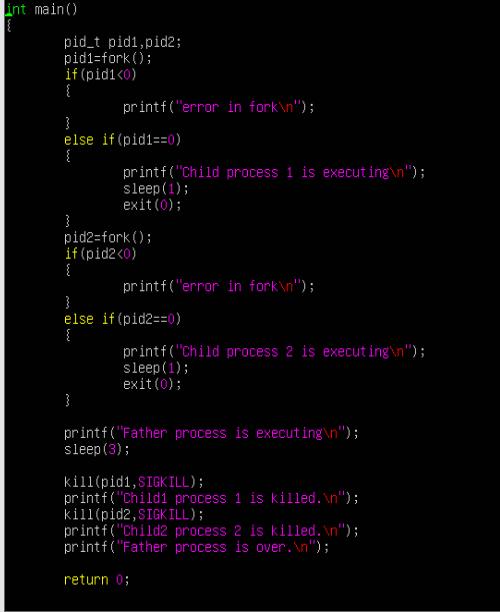 int main()
{
        pid_t pid1,pid2;
        pid1=fork();
        if(pid1<0)
        {
                printf("error in fork\n");
        }
        else if(pid1==0)
        {
                printf("Child process 1 is executing\n");
                sleep(1);
                exit(0);
        }
        pid2=fork();
        if(pid2<0)
        {
                printf("error in fork\n");
        }
        else if(pid2==0)
        {
                printf("Child process 2 is executing\n");
                sleep(1);
                exit(0);
        }

        printf("Father process is executing\n");
        sleep(3);

        kill(pid1,SIGKILL);
        printf("Child1 process 1 is killed.\n");
        kill(pid2,SIGKILL);
        printf("Child2 process 2 is killed.\n");
        printf("Father process is over.\n");

        return 0;